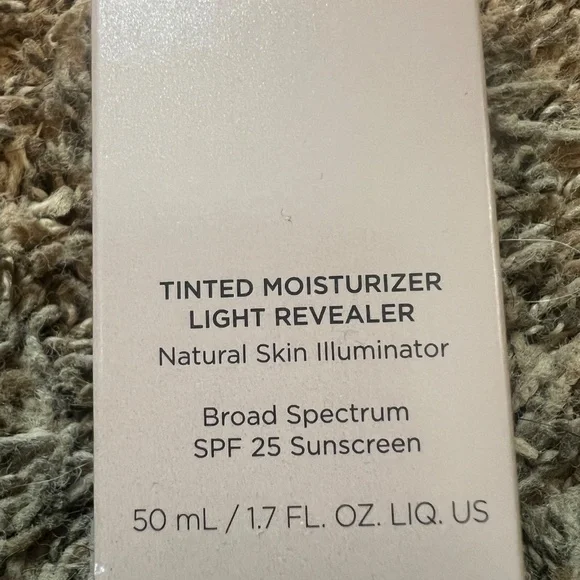 TINTED MOISTURIZER
LIGHT REVEALER
Natural Skin Illuminator
Broad Spectrum
SPF 25 Sunscreen
50 mL / 1.7 FL. OZ. LIQ. US